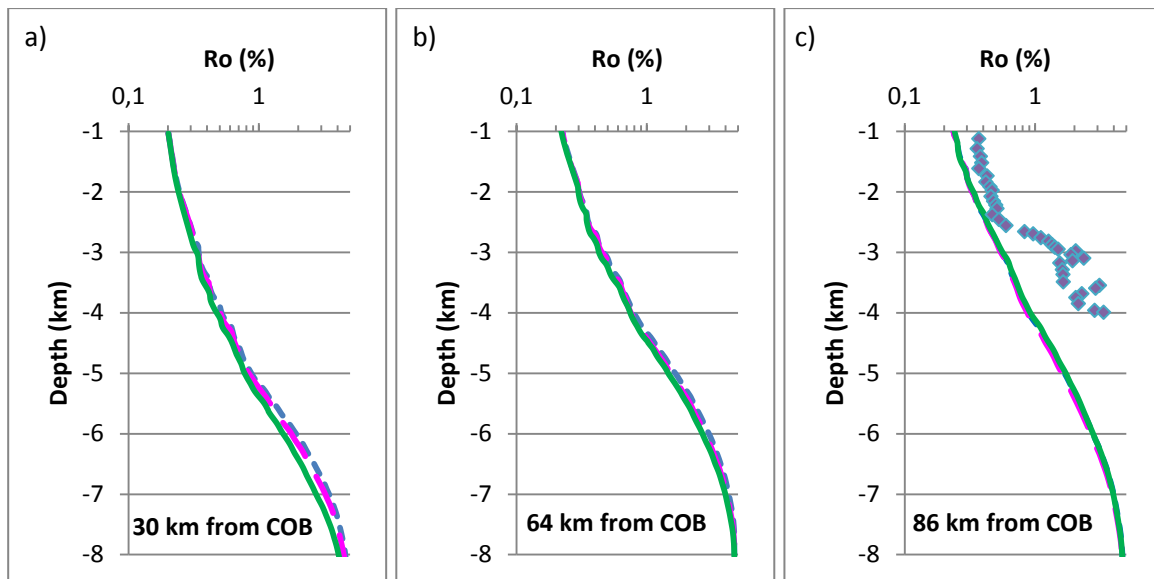 a)
Ro (%)
0,1 1
-1
-2
-3
-4
-5
-6
-7
-8
Depth (km)
30 km from COB
b)
Ro (%)
0,1 1
-1
-2
-3
-4
-5
-6
-7
-8
Depth (km)
64 km from COB
c)
Ro (%)
0,1 1
-1
-2
-3
-4
-5
-6
-7
-8
Depth (km)
86 km from COB